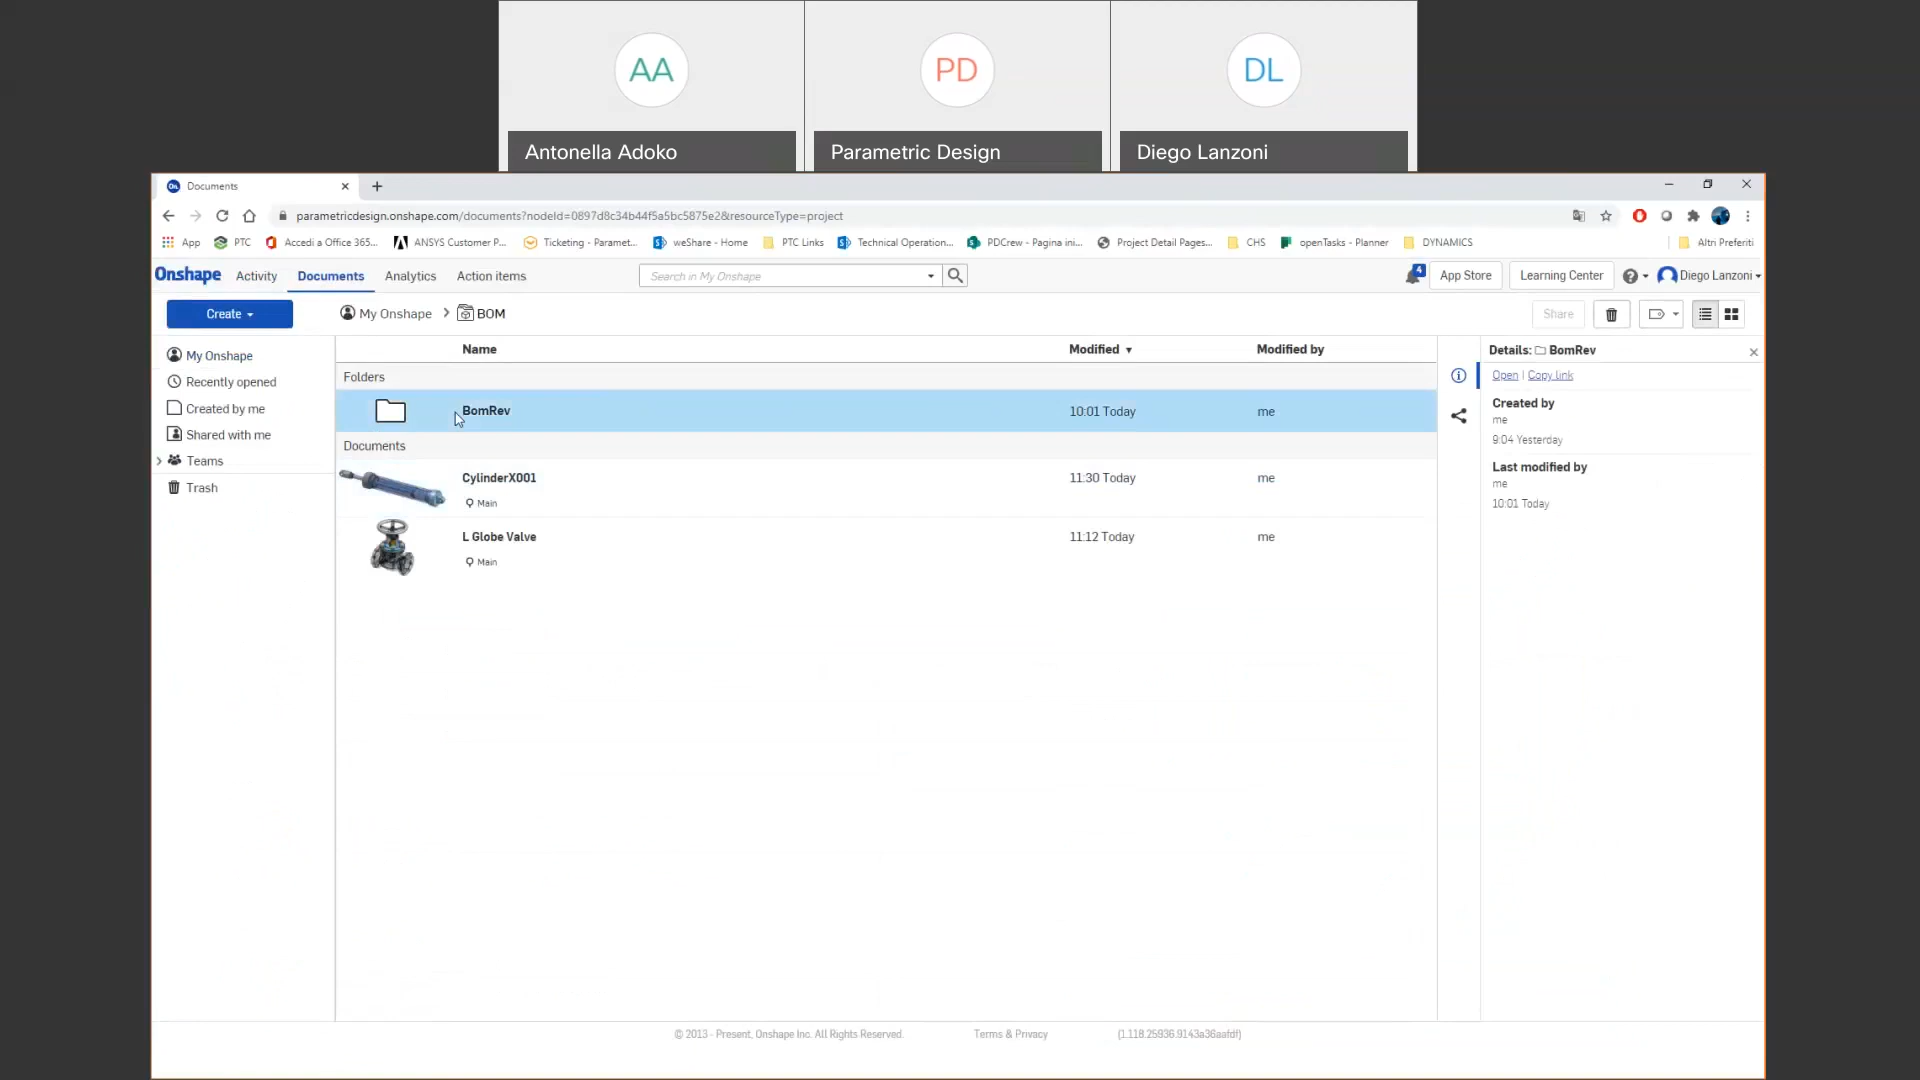 AA
PD
DL
Antonella Adoko
Parametric Design
Diego Lanzoni
Documents
parametricdesign.onshape.com/documents?nodeId=0897d8c34b44f5a5bc5875e2&resourceType=project
App
PTC
Accedi a Office 365...
ANSYS Customer P...
Ticketing - Paramet...
weShare - Home
PTC Links
Technical Operation...
PDCrew - Pagina ini...
Project Detail Pages...
CHS
openTasks - Planner
DYNAMICS
Altri Preferiti
Onshape
Activity
Documents
Analytics
Action items
Search in My Onshape
4
App Store
Learning Center
Diego Lanzoni
Create
My Onshape
BOM
Share
My Onshape
Recently opened
Created by me
Shared with me
Teams
Trash
Name
Modified
Modified by
Folders
BomRev
10:01 Today
me
Documents
CylinderX001
Main
11:30 Today
me
L Globe Valve
Main
11:12 Today
me
Details: BomRev
Open | Copy link
Created by
me
9:04 Yesterday
Last modified by
me
10:01 Today
© 2013 - Present, Onshape Inc. All Rights Reserved.
Terms & Privacy
(1.118.25936.9143a36aafdf)